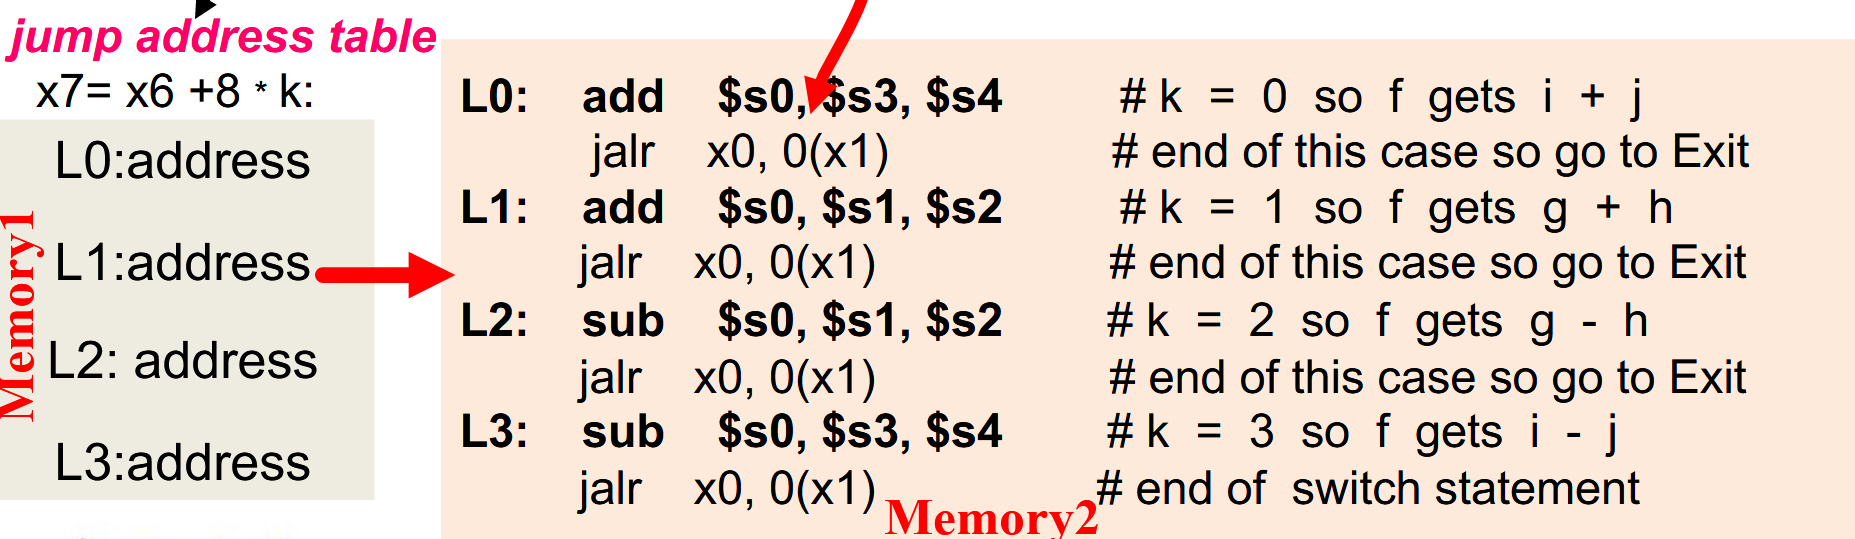 jump address table
x7= x6 +8 * k:
L0:address
L1:address
L2: address
L3:address
Memory1
L0: add $s0, $s3, $s4 # k = 0 so f gets i + j
jalr x0, 0(x1) # end of this case so go to Exit
L1: add $s0, $s1, $s2 # k = 1 so f gets g + h
jalr x0, 0(x1) # end of this case so go to Exit
L2: sub $s0, $s1, $s2 # k = 2 so f gets g - h
jalr x0, 0(x1) # end of this case so go to Exit
L3: sub $s0, $s3, $s4 # k = 3 so f gets i - j
jalr x0, 0(x1) # end of switch statement
Memory2